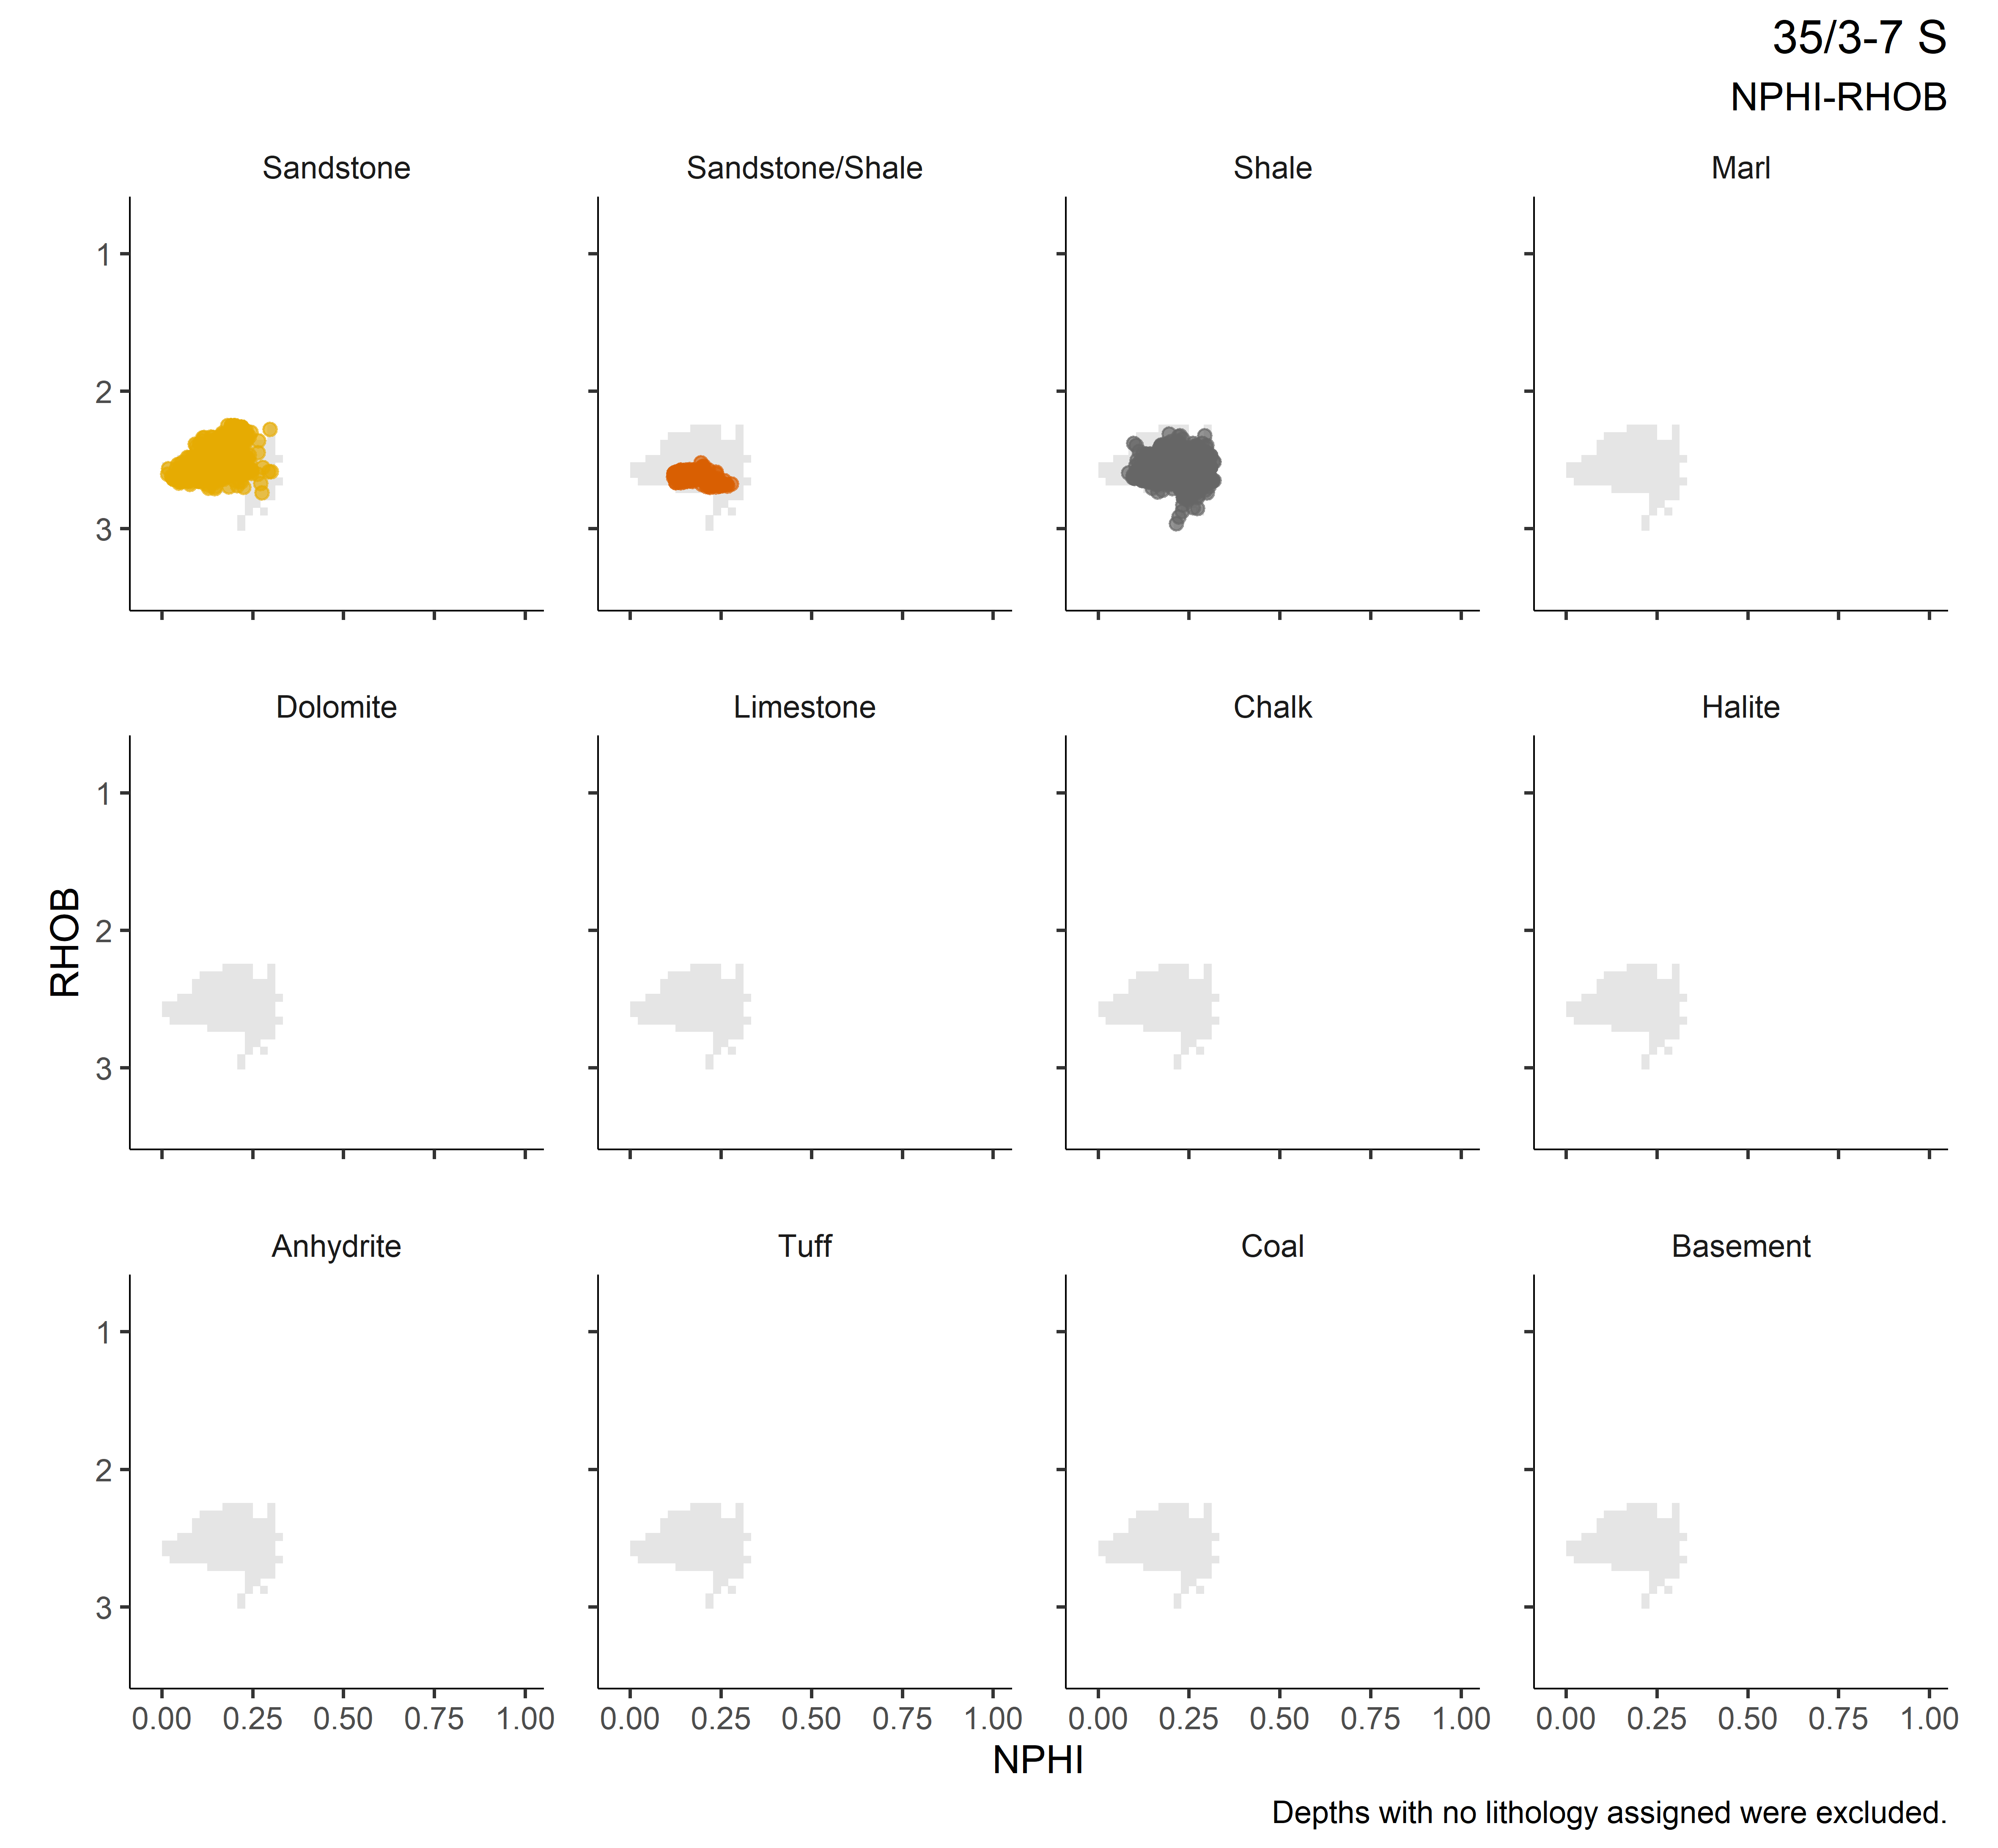 35/3-7 S
NPHI-RHOB
Sandstone Sandstone/Shale Shale Marl
1
2
3
Dolomite Limestone Chalk Halite
1
2
3
RHOB
Anhydrite Tuff Coal Basement
1
2
3
0.00 0.25 0.50 0.75 1.00 0.00 0.25 0.50 0.75 1.00 0.00 0.25 0.50 0.75 1.00 0.00 0.25 0.50 0.75 1.00
NPHI
Depths with no lithology assigned were excluded.